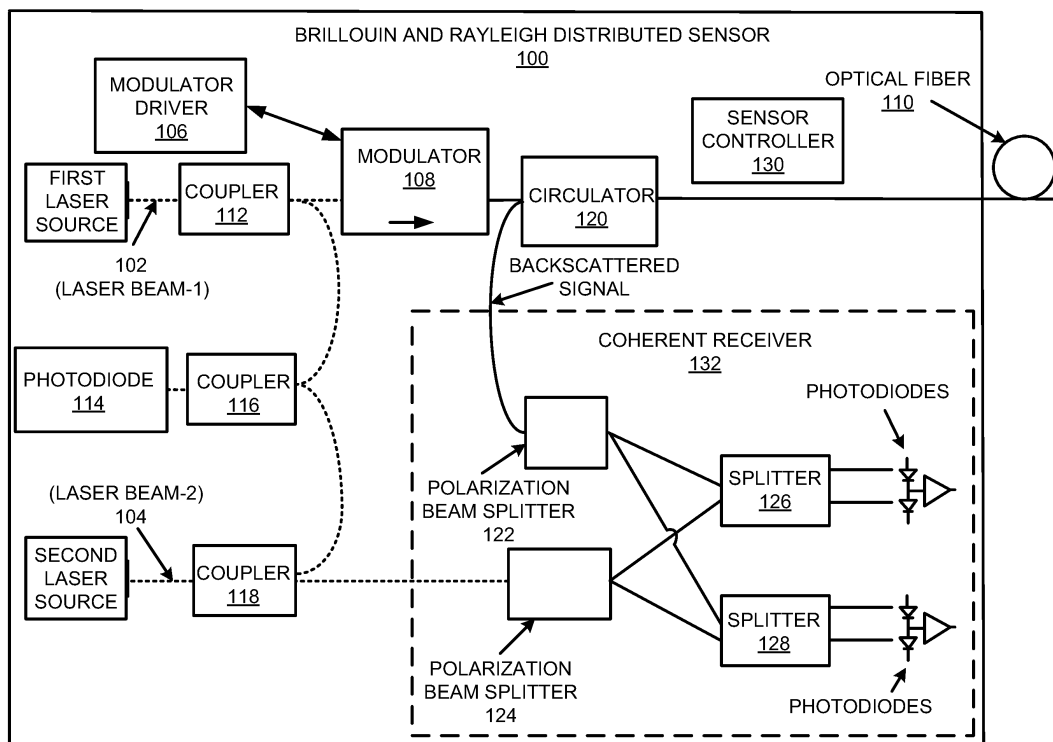 BRILLOUIN AND RAYLEIGH DISTRIBUTED SENSOR
100
MODULATOR
DRIVER
106
OPTICAL FIBER
110
SENSOR
CONTROLLER
130
MODULATOR
108
FIRST
LASER
SOURCE
COUPLER
112
CIRCULATOR
120
102
(LASER BEAM-1)
BACKSCATTERED
SIGNAL
COHERENT RECEIVER
132
PHOTODIODE
114
COUPLER
116
PHOTODIODES
(LASER BEAM-2)
104
POLARIZATION
BEAM SPLITTER
122
SPLITTER
126
SECOND
LASER
SOURCE
COUPLER
118
SPLITTER
128
POLARIZATION
BEAM SPLITTER
124
PHOTODIODES